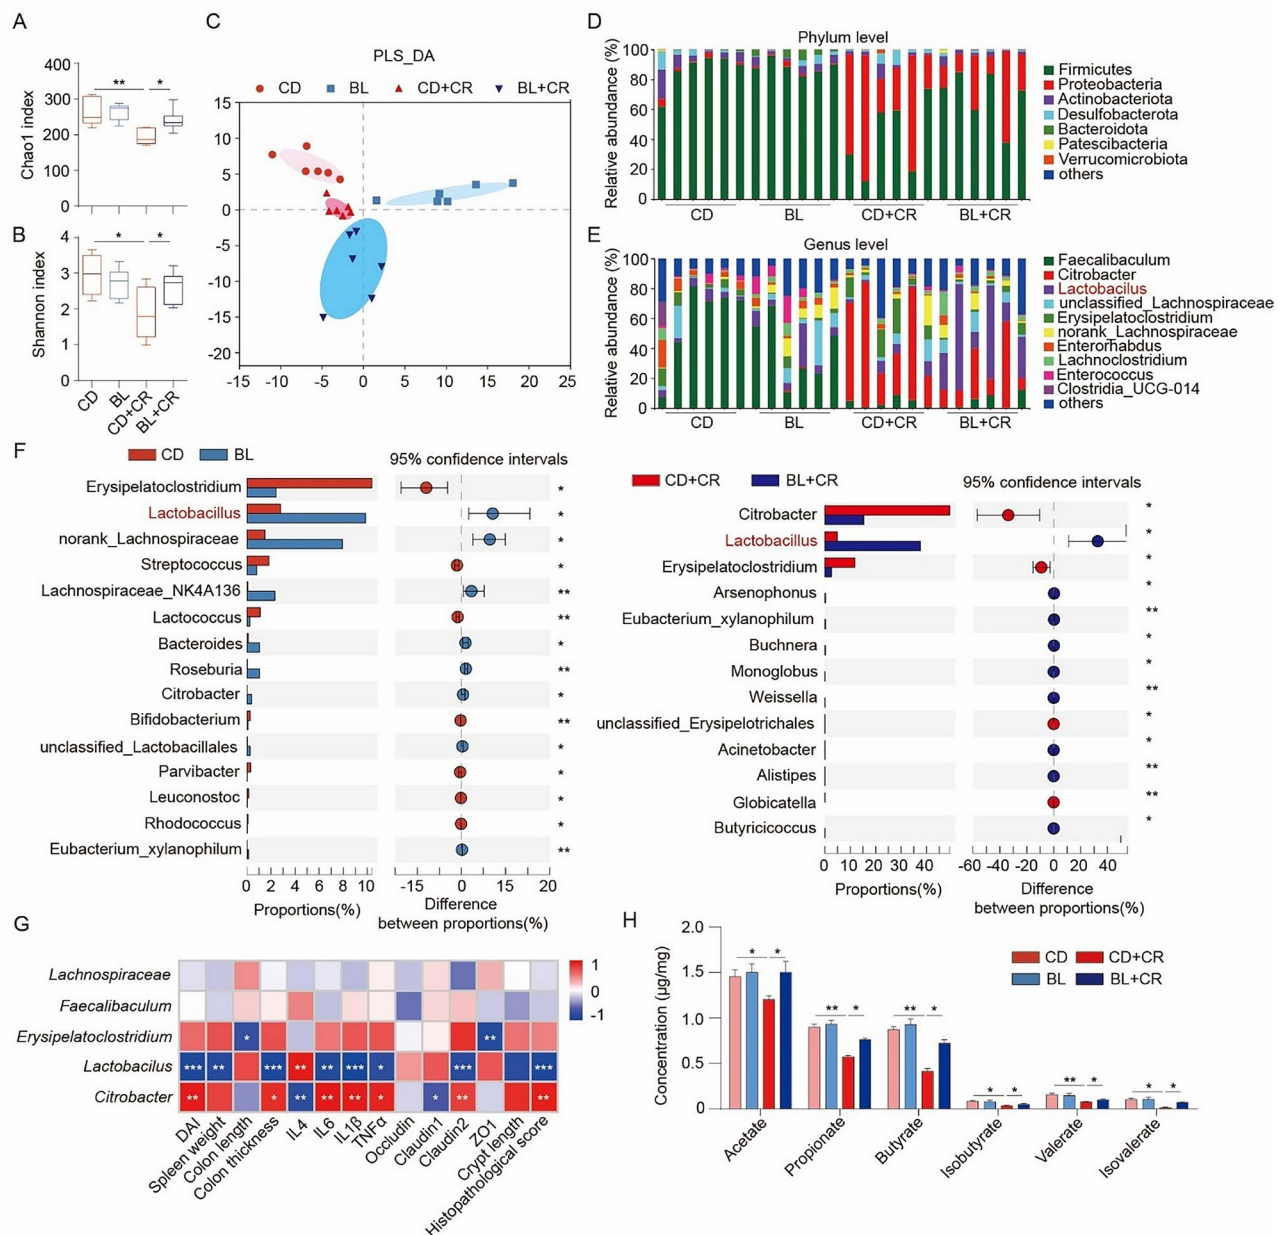 A
400
300
200
100
0
Chao1 index
**
*
B
4
3
2
1
0
Shannon index
*
*
CD
BL
CD+CR
BL+CR
C
PLS_DA
CD
BL
CD+CR
BL+CR
15
10
5
0
-5
-10
-15
-20
-15
-10
-5
0
5
10
15
20
25
D
Phylum level
Relative abundance (%)
100
80
60
40
20
0
CD
BL
CD+CR
BL+CR
Firmicutes
Proteobacteria
Actinobacteriota
Desulfobacterota
Bacteroidota
Patescibacteria
Verrucomicrobiota
others
E
Genus level
Relative abundance (%)
100
80
60
40
20
0
CD
BL
CD+CR
BL+CR
Faecalibaculum
Citrobacter
Lactobacilus
unclassified_Lachnospiraceae
Erysipelatoclostridium
norank_Lachnospiraceae
Enterorhabdus
Lachnoclostridium
Enterococcus
Clostridia_UCG-014
others
F
CD
BL
95% confidence intervals
Erysipelatoclostridium *
Lactobacillus *
norank_Lachnospiraceae *
Streptococcus *
Lachnospiraceae_NK4A136 **
Lactococcus **
Bacteroides *
Roseburia **
Citrobacter *
Bifidobacterium **
unclassified_Lactobacillales *
Parvibacter *
Leuconostoc *
Rhodococcus *
Eubacterium_xylanophilum **
0 2 4 6 8 10
Proportions(%)
-15 0 15 20
Difference
between proportions(%)
CD+CR
BL+CR
95% confidence intervals
Citrobacter *
Lactobacillus *
Erysipelatoclostridium *
Arsenophonus *
Eubacterium_xylanophilum **
Buchnera *
Monoglobus *
Weissella **
unclassified_Erysipelotrichales *
Acinetobacter *
Alistipes **
Globicatella **
Butyricicoccus *
0 10 20 30 40
Proportions(%)
-60 -40 -20 0 20 40
Difference
between proportions(%)
G
Lachnospiraceae
Faecalibaculum
Erysipelatoclostridium * **
Lactobacilus *** ** *** ** ** *** * *** ***
Citrobacter ** * ** ** ** * * ** **
1
0
-1
DAI
Spleen weight
Colon length
Colon thickness
IL4
IL6
IL1β
TNFα
Occludin
Claudin1
Claudin2
ZO1
Crypt length
Histopathological score
H
Concentration (μg/mg)
2.0
1.5
1.0
0.5
0
CD
CD+CR
BL
BL+CR
* *
** *
** *
* *
** *
* *
Acetate
Propionate
Butyrate
Isobutyrate
Valerate
Isovalerate